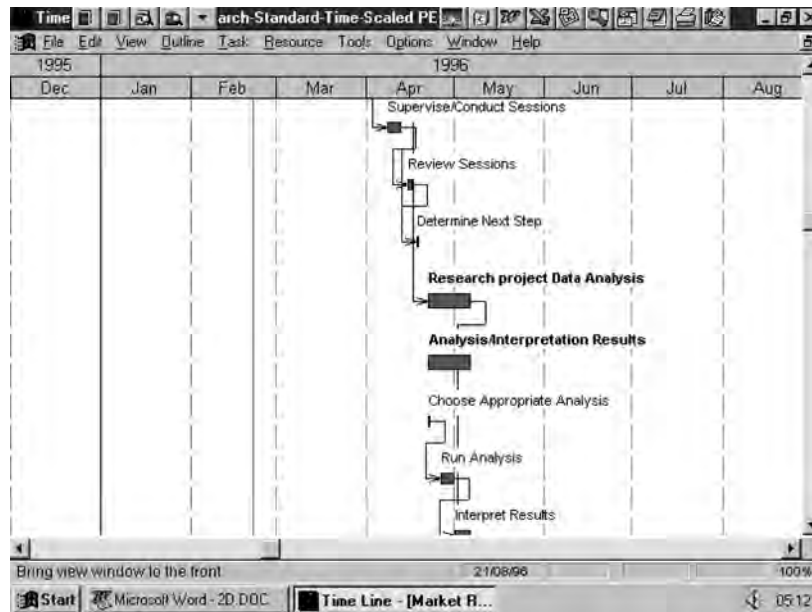 Time arch-Standard-Time-Scaled PE
File Edit View Outline Task Resource Tools Options Window Help
1995 1996
Dec Jan Feb Mar Apr May Jun Jul Aug
Supervise/Conduct Sessions
Review Sessions
Determine Next Step
Research project Data Analysis
Analysis/Interpretation Results
Choose Appropriate Analysis
Run Analysis
Interpret Results
Bring view window to the front 21/08/96 100%
Start Microsoft Word - 2D DOC Time Line - [Market R... 05:12